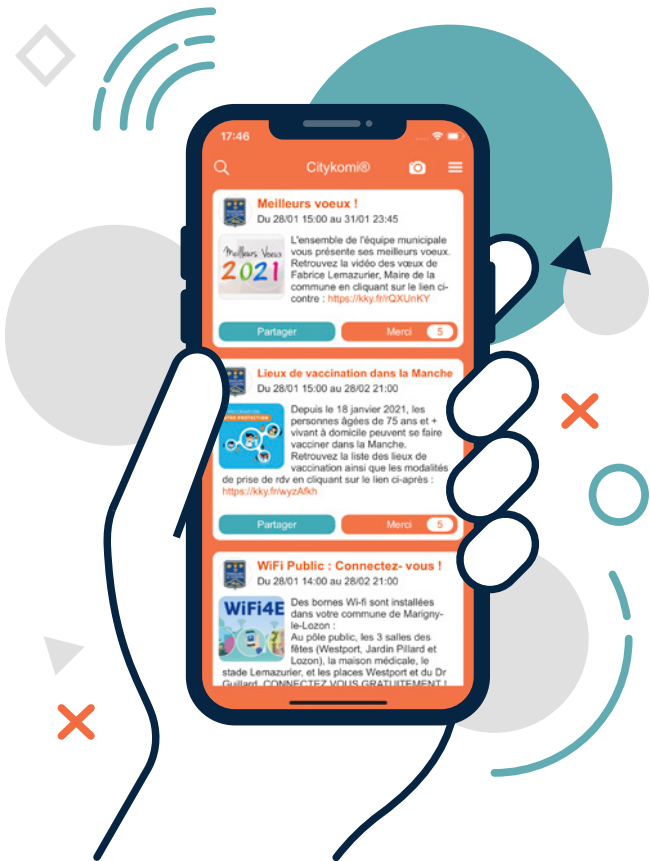 17:46
Citykomi®
Meilleurs voeux !
Du 28/01 15:00 au 31/01 23:45
Meilleurs Voeux
2021
L'ensemble de l'équipe municipale
vous présente ses meilleurs voeux.
Retrouvez la vidéo des vœux de
Fabrice Lemazurier, Maire de la
commune en cliquant sur le lien ci-
contre : https://kky.fr/rQXUnKY
Partager
Merci 5
Lieux de vaccination dans la Manche
Du 28/01 15:00 au 28/02 21:00
Depuis le 18 janvier 2021, les
personnes âgées de 75 ans et +
vivant à domicile peuvent se faire
vacciner dans la Manche.
Retrouvez la liste des lieux de
vaccination ainsi que les modalités
de prise de rdv en cliquant sur le lien ci-après :
https://kky.fr/wyzAfkh
Partager
Merci 5
WiFi Public : Connectez- vous !
Du 28/01 14:00 au 28/02 21:00
WiFi4E
Des bornes Wi-fi sont installées
dans votre commune de Marigny-
le-Lozon :
Au pôle public, les 3 salles des
fêtes (Westport, Jardin Pillard et
Lozon), la maison médicale, le
stade Lemazurier, et les places Westport et du Dr
Guillard. CONNECTEZ VOUS GRATUITEMENT !